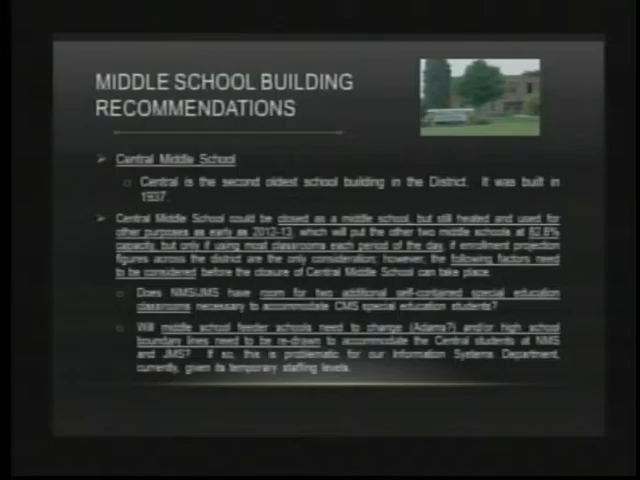 MIDDLE SCHOOL BUILDING
RECOMMENDATIONS
Central Middle School
Central is the second oldest school building in the District. It was built in
1937.
Central Middle School could be closed as a middle school, but still heated and used for
other purposes as early as 2012-13, which will put the other two middle schools at 82.6%
capacity, but only if using most classrooms each period of the day, if enrollment projection
figures across the district are the only consideration; however, the following factors need
to be considered before the closure of Central Middle School can take place.
Does NMS/JMS have room for two additional self-contained special education
classrooms necessary to accommodate CMS special education students?
Will middle school feeder schools need to change (Adams?) and/or high school
boundary lines need to be re-drawn to accommodate the Central students at NMS
and JMS? If so, this is problematic for our Information Systems Department,
currently, given its temporary staffing levels.